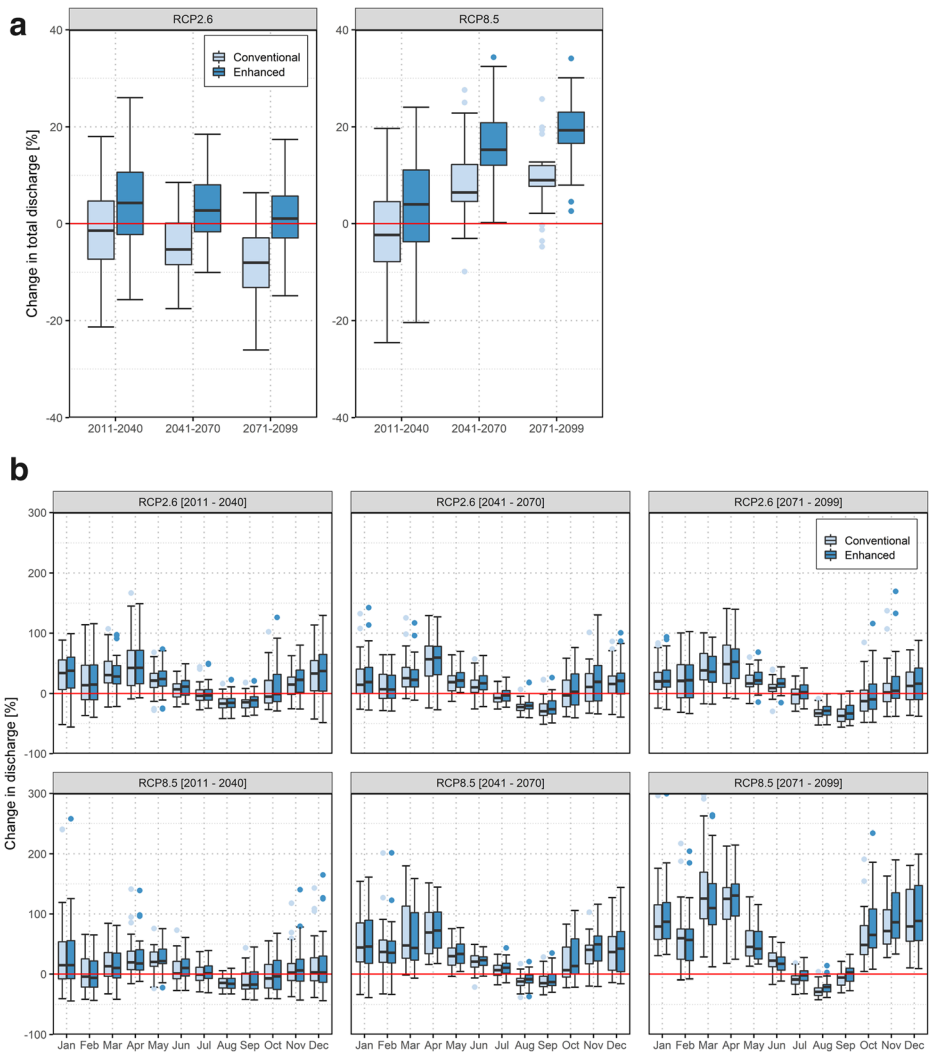 a
RCP2.6
RCP8.5
Change in total discharge [%]
40
20
0
-20
-40
Conventional
Enhanced
2011-2040
2041-2070
2071-2099
2011-2040
2041-2070
2071-2099
b
Change in discharge [%]
RCP2.6 [2011 - 2040]
RCP2.6 [2041 - 2070]
RCP2.6 [2071 - 2099]
300
200
100
0
-100
Conventional
Enhanced
RCP8.5 [2011 - 2040]
RCP8.5 [2041 - 2070]
RCP8.5 [2071 - 2099]
300
200
100
0
-100
Jan Feb Mar Apr May Jun Jul Aug Sep Oct Nov Dec
Jan Feb Mar Apr May Jun Jul Aug Sep Oct Nov Dec
Jan Feb Mar Apr May Jun Jul Aug Sep Oct Nov Dec